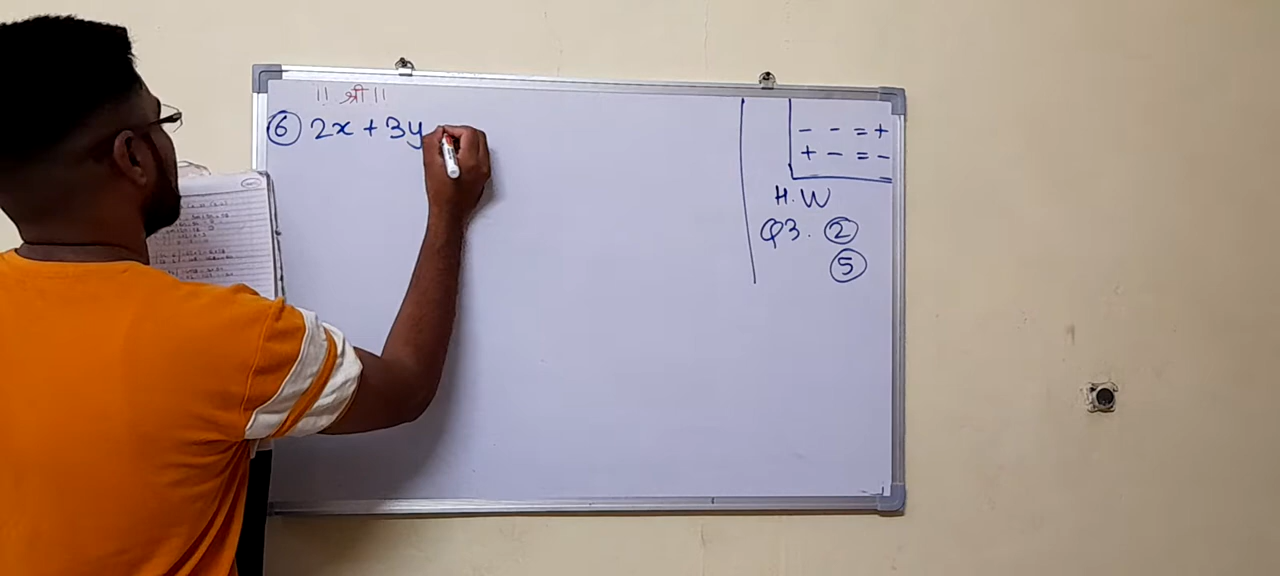 !! श्री ||
⑥ 2x + 3y
- - = +
+ - = -
H.W
Q3. ②
⑤